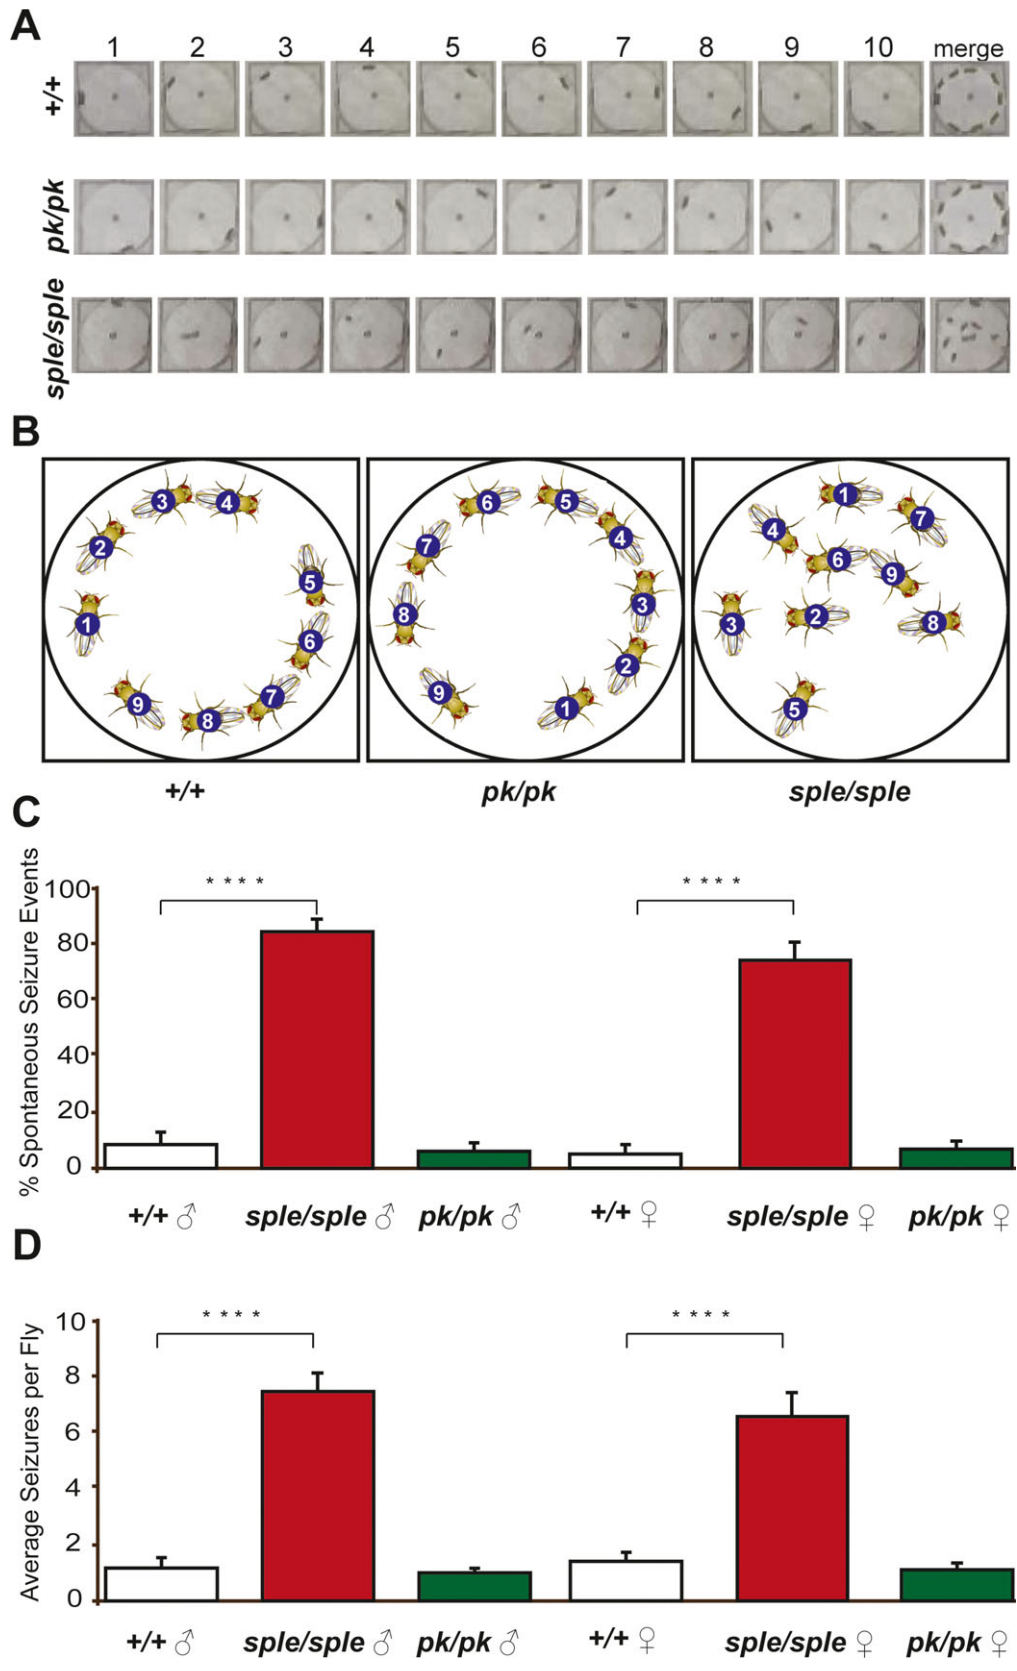 A
1 2 3 4 5 6 7 8 9 10 merge
+/+
pk/pk
sple/sple
B
3 4
2
5
1
6
9 8 7
6 5
7 4
8 3
2
9 1
1
4 7
6 9
3 2 8
5
+/+ pk/pk sple/sple
C
% Spontaneous Seizure Events
100
80
60
40
20
0
* * * * * * * *
+/+ ♂ sple/sple ♂ pk/pk ♂ +/+ ♀ sple/sple ♀ pk/pk ♀
D
Average Seizures per Fly
10
8
6
4
2
0
* * * * * * * *
+/+ ♂ sple/sple ♂ pk/pk ♂ +/+ ♀ sple/sple ♀ pk/pk ♀